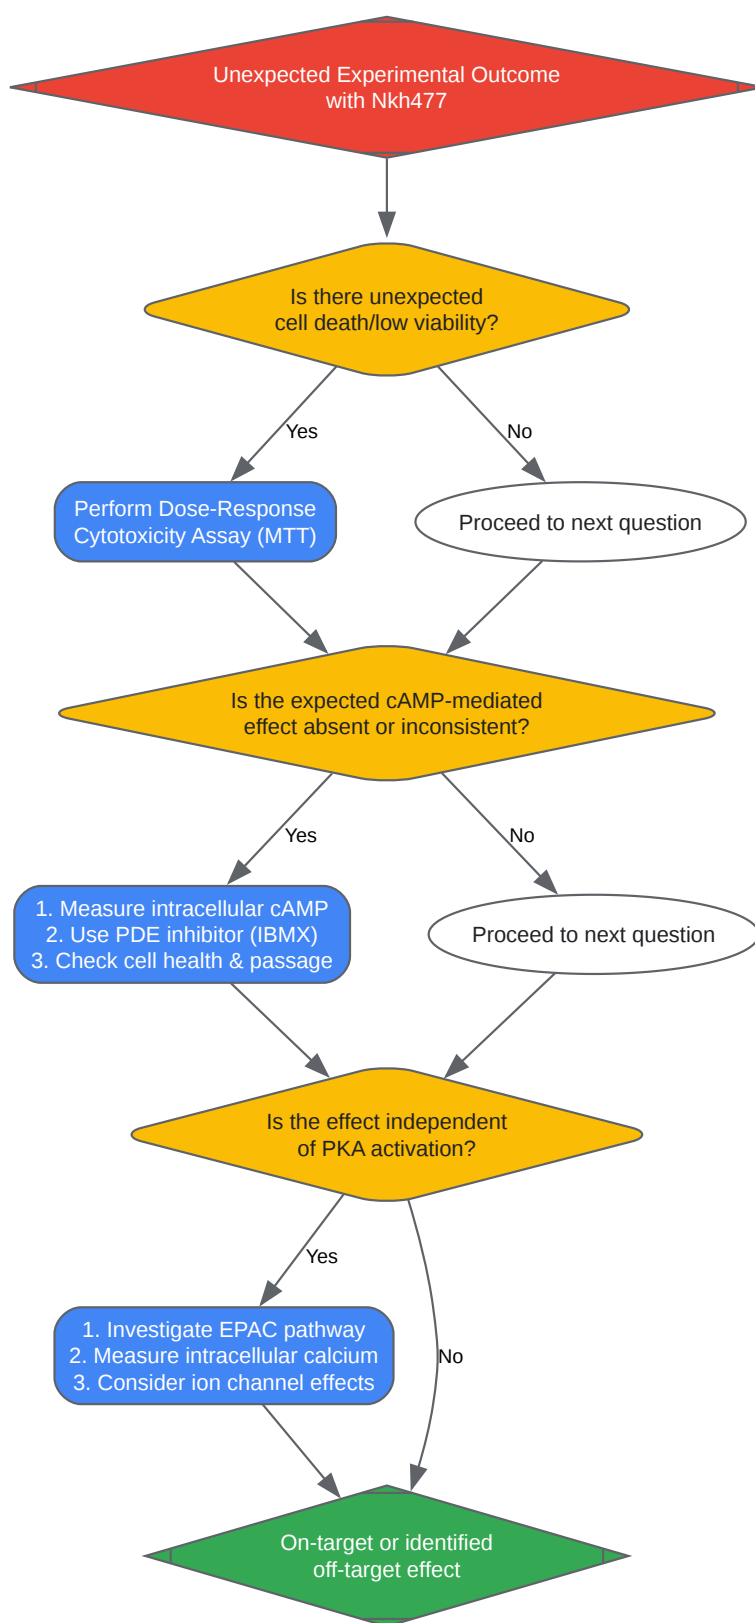 Unexpected Experimental Outcome
with Nkh477
Is there unexpected
cell death/low viability?
Yes
No
Perform Dose-Response
Cytotoxicity Assay (MTT)
Proceed to next question
Is the expected cAMP-mediated
effect absent or inconsistent?
Yes
No
1. Measure intracellular cAMP
2. Use PDE inhibitor (IBMX)
3. Check cell health & passage
Proceed to next question
Is the effect independent
of PKA activation?
Yes
1. Investigate EPAC pathway
2. Measure intracellular calcium
3. Consider ion channel effects
No
On-target or identified
off-target effect